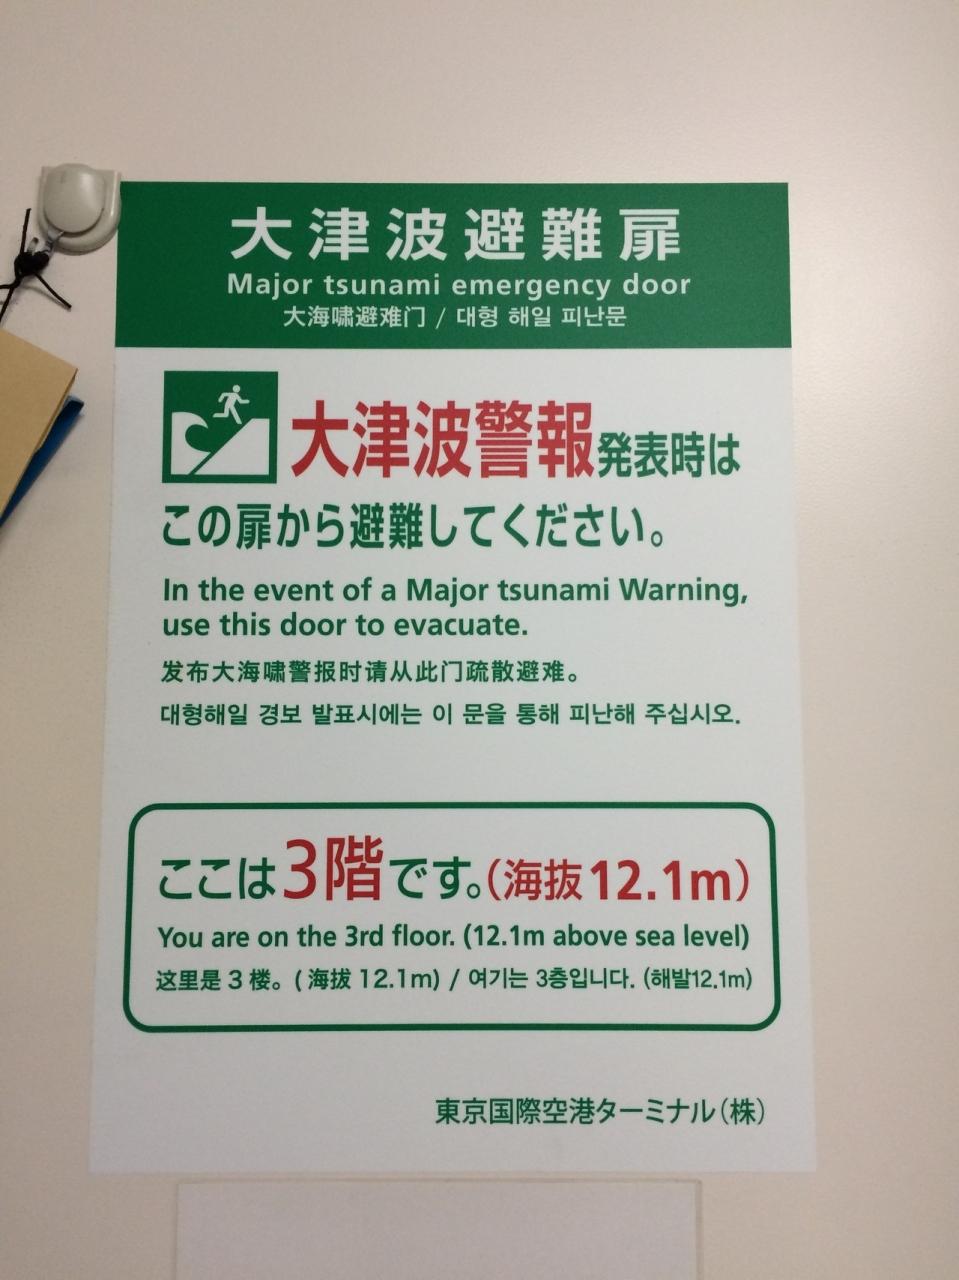 大津波避難扉
Major tsunami emergency door
大海啸避难门 / 대형 해일 피난문
大津波警報発表時は
この扉から避難してください。
In the event of a Major tsunami Warning,
use this door to evacuate.
发布大海啸警报时请从此门疏散避难。
대형해일 경보 발표시에는 이 문을 통해 피난해 주십시오.
ここは3階です。(海抜12.1m)
You are on the 3rd floor. (12.1m above sea level)
这里是 3 楼。( 海拔 12.1m) / 여기는 3층입니다. (해발12.1m)
東京国際空港ターミナル(株)